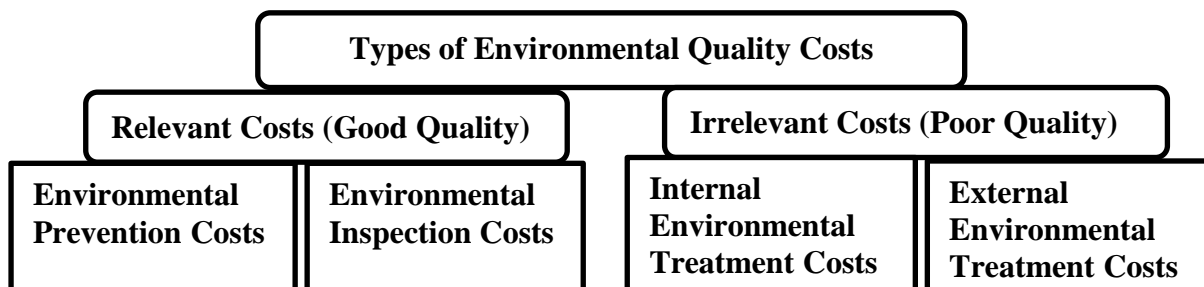 Types of Environmental Quality Costs
Relevant Costs (Good Quality)
Irrelevant Costs (Poor Quality)
Environmental
Prevention Costs
Environmental
Inspection Costs
Internal
Environmental
Treatment Costs
External
Environmental
Treatment Costs